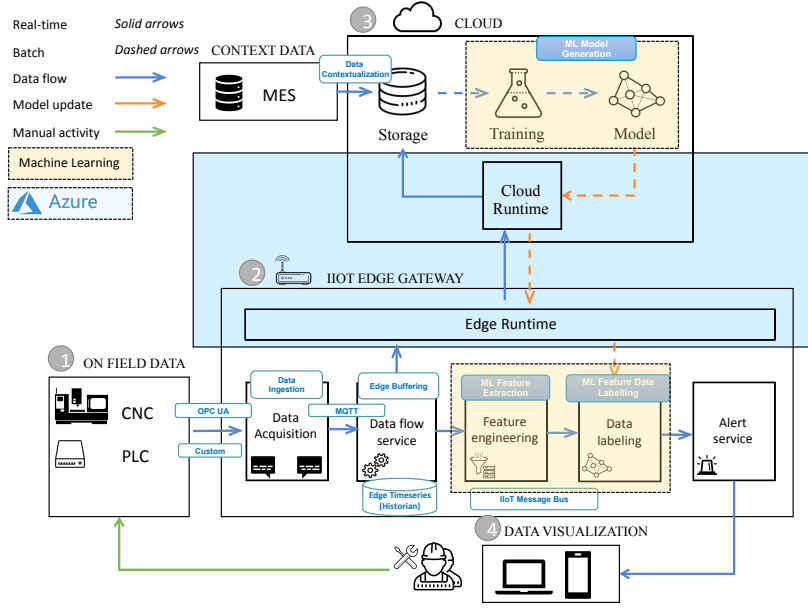 Real-time
Solid arrows
Batch
Dashed arrows
Data flow
Model update
Manual activity
Machine Learning
Azure
CONTEXT DATA
MES
Data
Contextualization
3
CLOUD
Storage
ML Model
Generation
Training
Model
Cloud
Runtime
2
IIOT EDGE GATEWAY
Edge Runtime
1
ON FIELD DATA
CNC
PLC
OPC UA
Custom
Data
Ingestion
Data
Acquisition
MQTT
Edge Buffering
Data flow
service
Edge Timeseries
(Historian)
ML Feature
Extraction
Feature
engineering
ML Feature Data
Labelling
Data
labeling
IIoT Message Bus
Alert
service
4
DATA VISUALIZATION